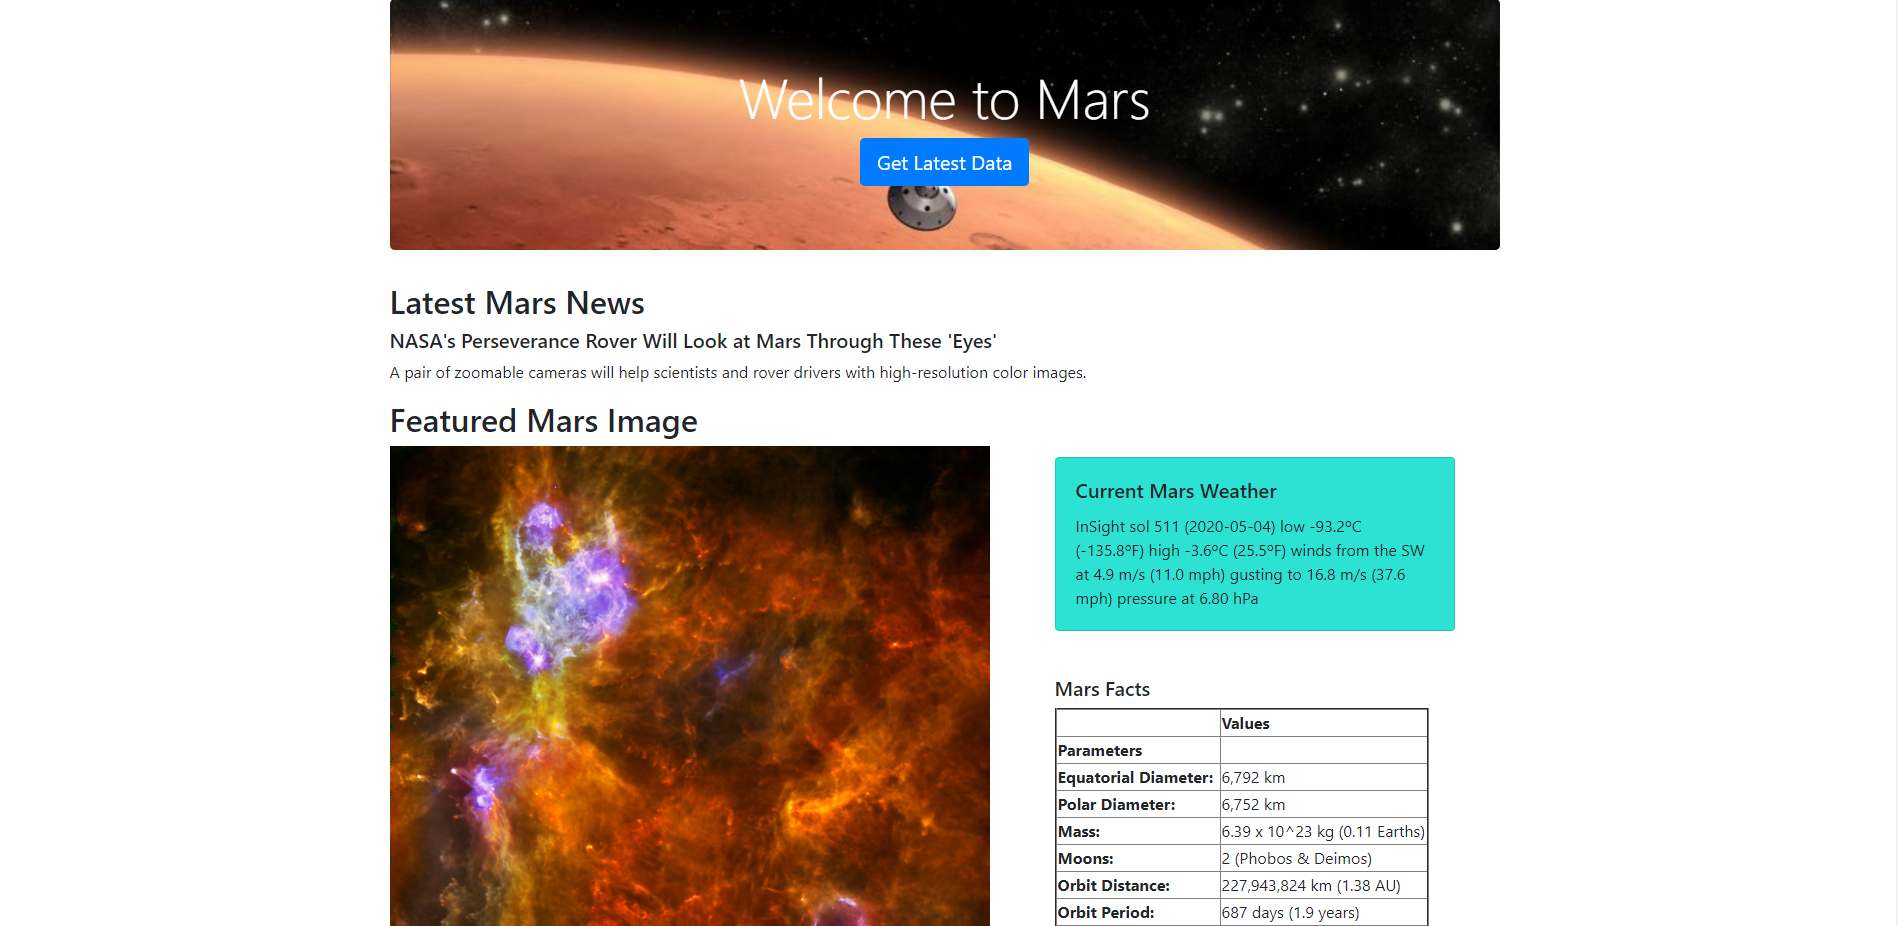 Welcome to Mars
Get Latest Data
Latest Mars News
NASA's Perseverance Rover Will Look at Mars Through These 'Eyes'
A pair of zoomable cameras will help scientists and rover drivers with high-resolution color images.
Featured Mars Image
Current Mars Weather
InSight sol 511 (2020-05-04) low -93.2ºC
(-135.8ºF) high -3.6ºC (25.5ºF) winds from the SW
at 4.9 m/s (11.0 mph) gusting to 16.8 m/s (37.6
mph) pressure at 6.80 hPa
Mars Facts
Values
Parameters
Equatorial Diameter: 6,792 km
Polar Diameter: 6,752 km
Mass: 6.39 x 10^23 kg (0.11 Earths)
Moons: 2 (Phobos & Deimos)
Orbit Distance: 227,943,824 km (1.38 AU)
Orbit Period: 687 days (1.9 years)